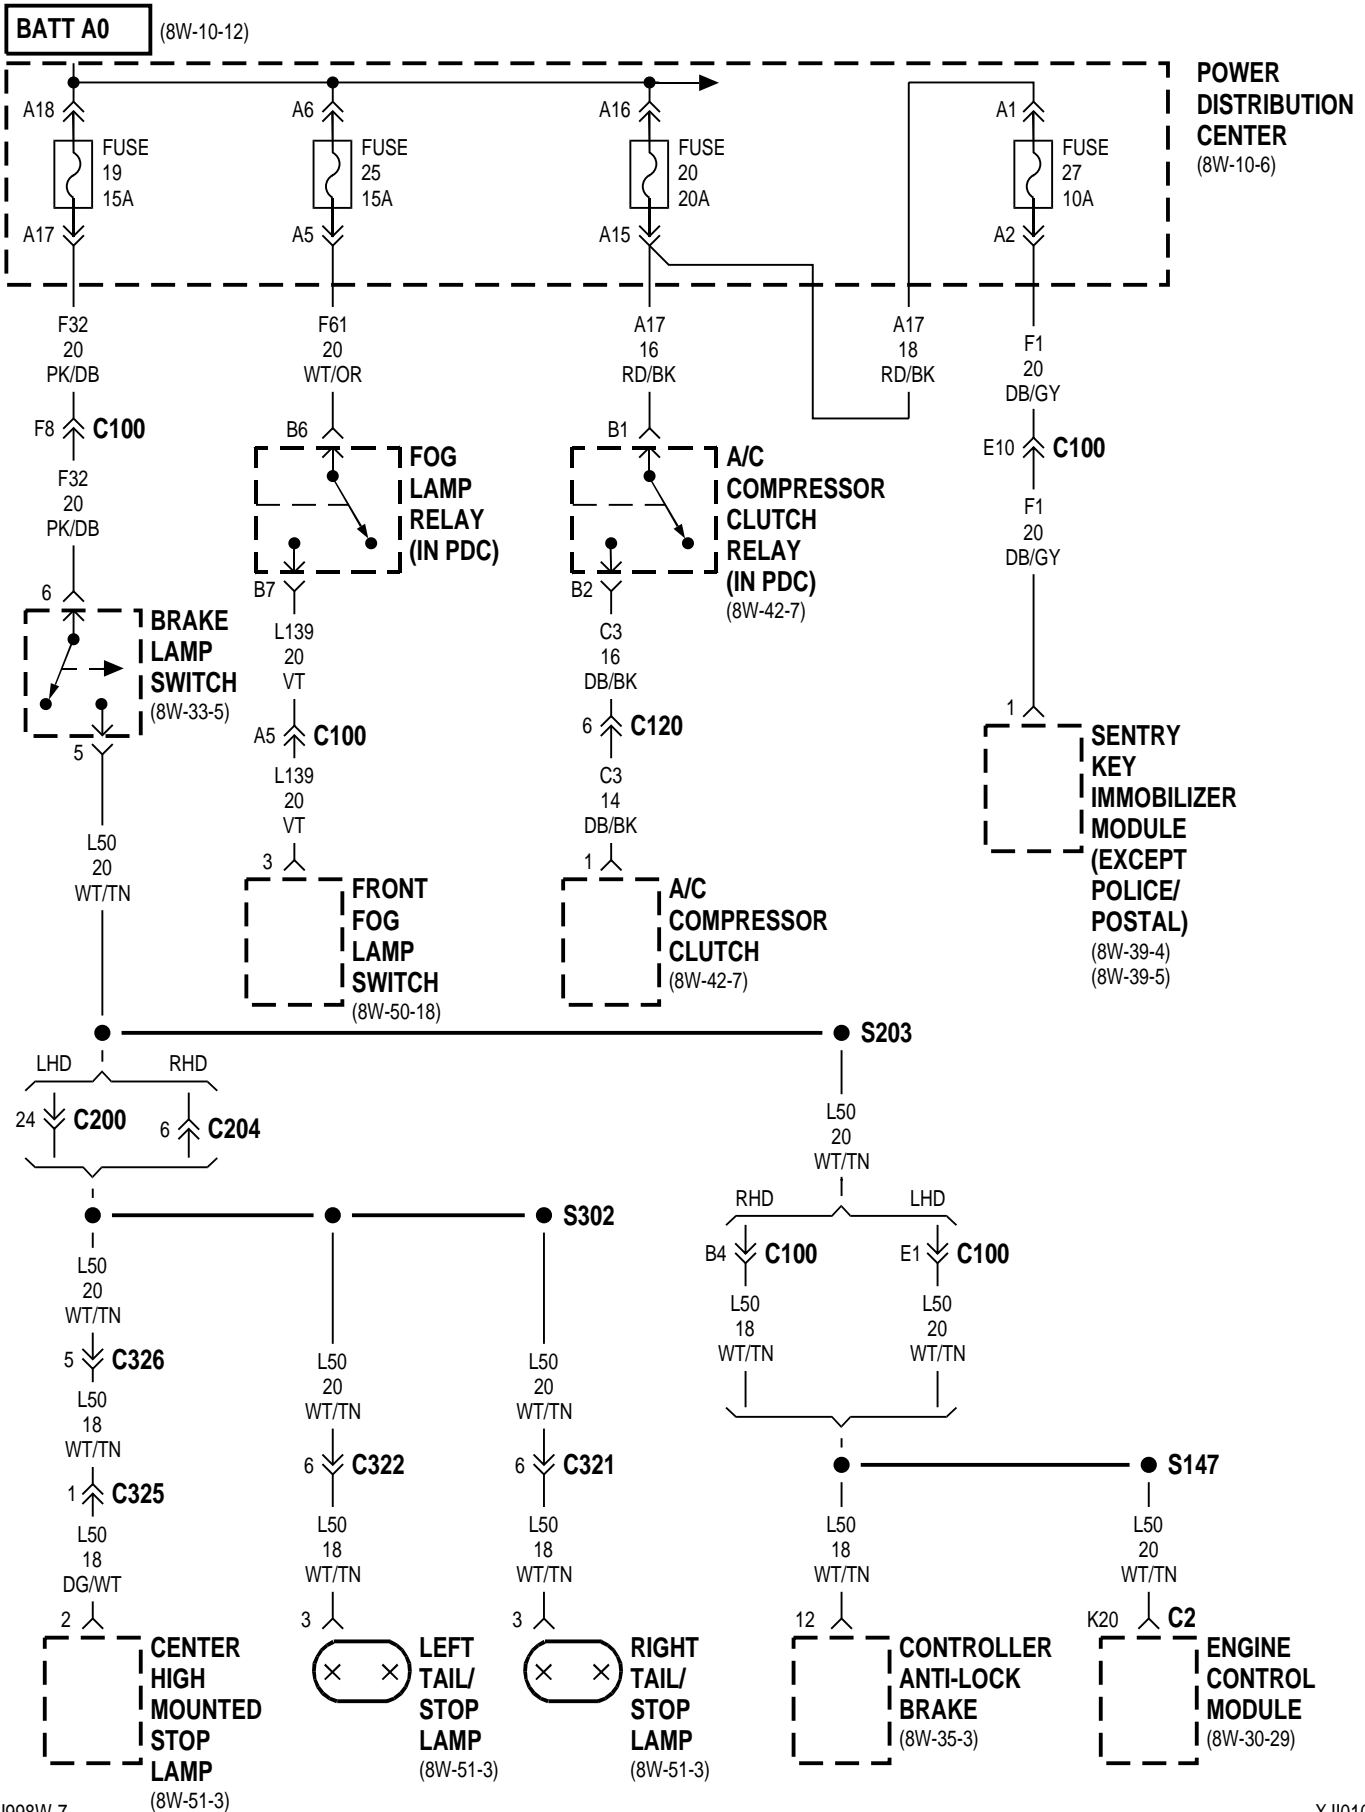 BATT A0
(8W-10-12)
POWER
DISTRIBUTION
CENTER
(8W-10-6)
A18
FUSE
19
15A
A17
A6
FUSE
25
15A
A5
A16
FUSE
20
20A
A15
A1
FUSE
27
10A
A2
F32
20
PK/DB
F8
C100
F32
20
PK/DB
6
BRAKE
LAMP
SWITCH
(8W-33-5)
5
L50
20
WT/TN
F61
20
WT/OR
B6
FOG
LAMP
RELAY
(IN PDC)
B7
L139
20
VT
A5
C100
L139
20
VT
3
FRONT
FOG
LAMP
SWITCH
(8W-50-18)
A17
16
RD/BK
B1
A/C
COMPRESSOR
CLUTCH
RELAY
(IN PDC)
(8W-42-7)
B2
C3
16
DB/BK
6
C120
C3
14
DB/BK
1
A/C
COMPRESSOR
CLUTCH
(8W-42-7)
A17
18
RD/BK
F1
20
DB/GY
E10
C100
F1
20
DB/GY
1
SENTRY
KEY
IMMOBILIZER
MODULE
(EXCEPT
POLICE/
POSTAL)
(8W-39-4)
(8W-39-5)
S203
LHD
RHD
24
C200
6
C204
S302
L50
20
WT/TN
5
C326
L50
18
WT/TN
1
C325
L50
18
DG/WT
2
CENTER
HIGH
MOUNTED
STOP
LAMP
(8W-51-3)
L50
20
WT/TN
6
C322
L50
18
WT/TN
3
LEFT
TAIL/
STOP
LAMP
(8W-51-3)
L50
20
WT/TN
6
C321
L50
18
WT/TN
3
RIGHT
TAIL/
STOP
LAMP
(8W-51-3)
L50
20
WT/TN
RHD
LHD
B4
C100
E1
C100
L50
18
WT/TN
L50
20
WT/TN
S147
L50
18
WT/TN
12
CONTROLLER
ANTI-LOCK
BRAKE
(8W-35-3)
L50
20
WT/TN
K20
C2
ENGINE
CONTROL
MODULE
(8W-30-29)